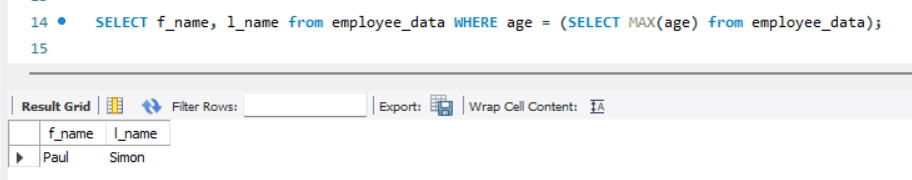 14 SELECT f_name, l_name from employee_data WHERE age = (SELECT MAX(age) from employee_data);
15
Result Grid Filter Rows: Export: Wrap Cell Content: IA
f_name l_name
Paul Simon